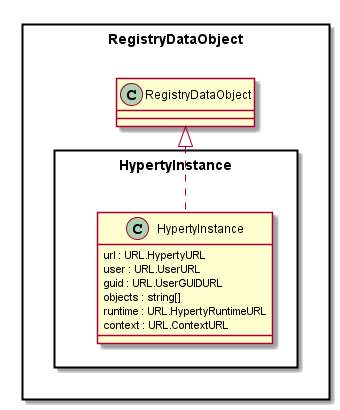 RegistryDataObject
C RegistryDataObject
HypertyInstance
C HypertyInstance
url : URL.HypertyURL
user : URL.UserURL
guid : URL.UserGUIDURL
objects : string[]
runtime : URL.HypertyRuntimeURL
context : URL.ContextURL